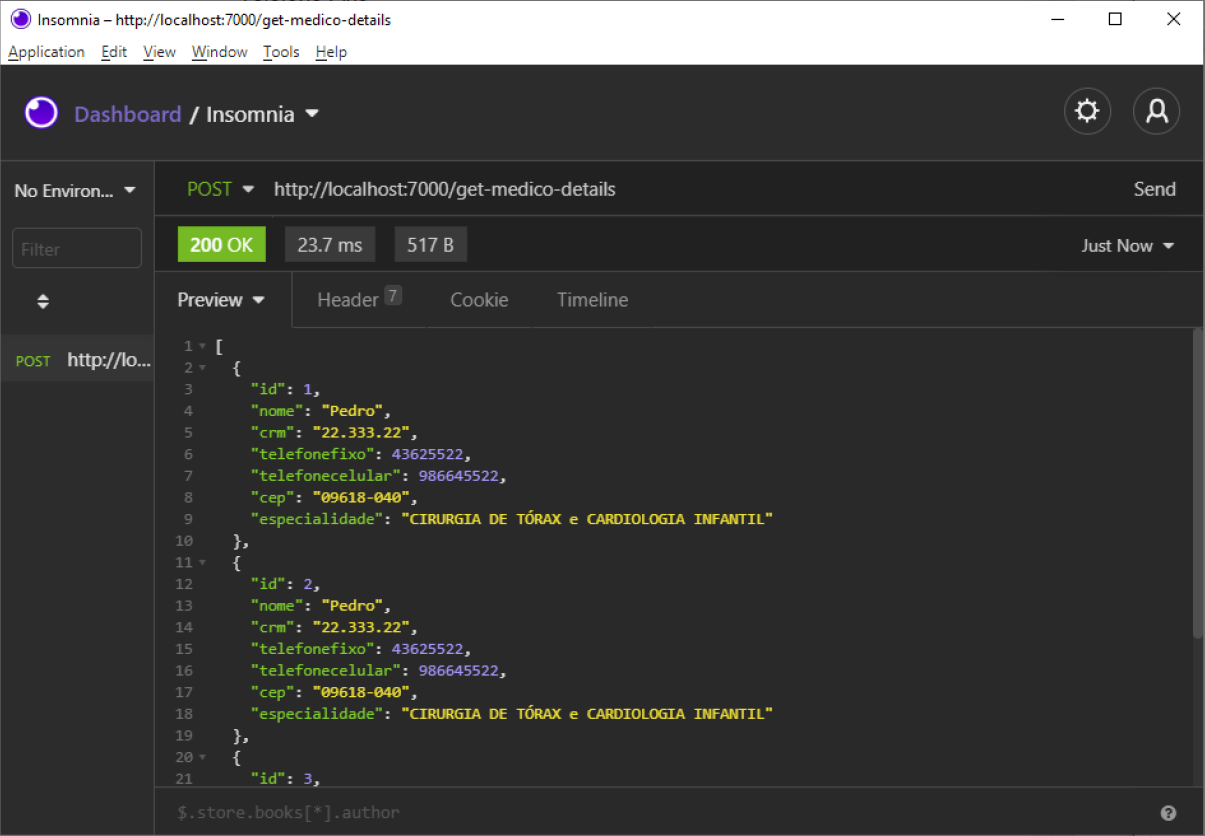 Insomnia – http://localhost:7000/get-medico-details
Application Edit View Window Tools Help
Dashboard / Insomnia
No Environ...
POST http://localhost:7000/get-medico-details Send
200 OK 23.7 ms 517 B Just Now
Filter
Preview Header 7 Cookie Timeline
POST http://lo...
1 [
2 {
3 "id": 1,
4 "nome": "Pedro",
5 "crm": "22.333.22",
6 "telefonefixo": 43625522,
7 "telefonecelular": 986645522,
8 "cep": "09618-040",
9 "especialidade": "CIRURGIA DE TÓRAX e CARDIOLOGIA INFANTIL"
10 },
11 {
12 "id": 2,
13 "nome": "Pedro",
14 "crm": "22.333.22",
15 "telefonefixo": 43625522,
16 "telefonecelular": 986645522,
17 "cep": "09618-040",
18 "especialidade": "CIRURGIA DE TÓRAX e CARDIOLOGIA INFANTIL"
19 },
20 {
21 "id": 3,
$.store.books[*].author